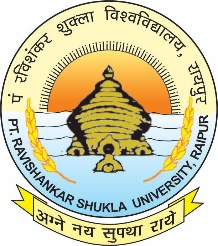 पं रविशंकर शुक्ल विश्वविद्यालय, रायपुर
PT. RAVISHANKAR SHUKLA UNIVERSITY, RAIPUR
अग्ने नय सुपथा राये